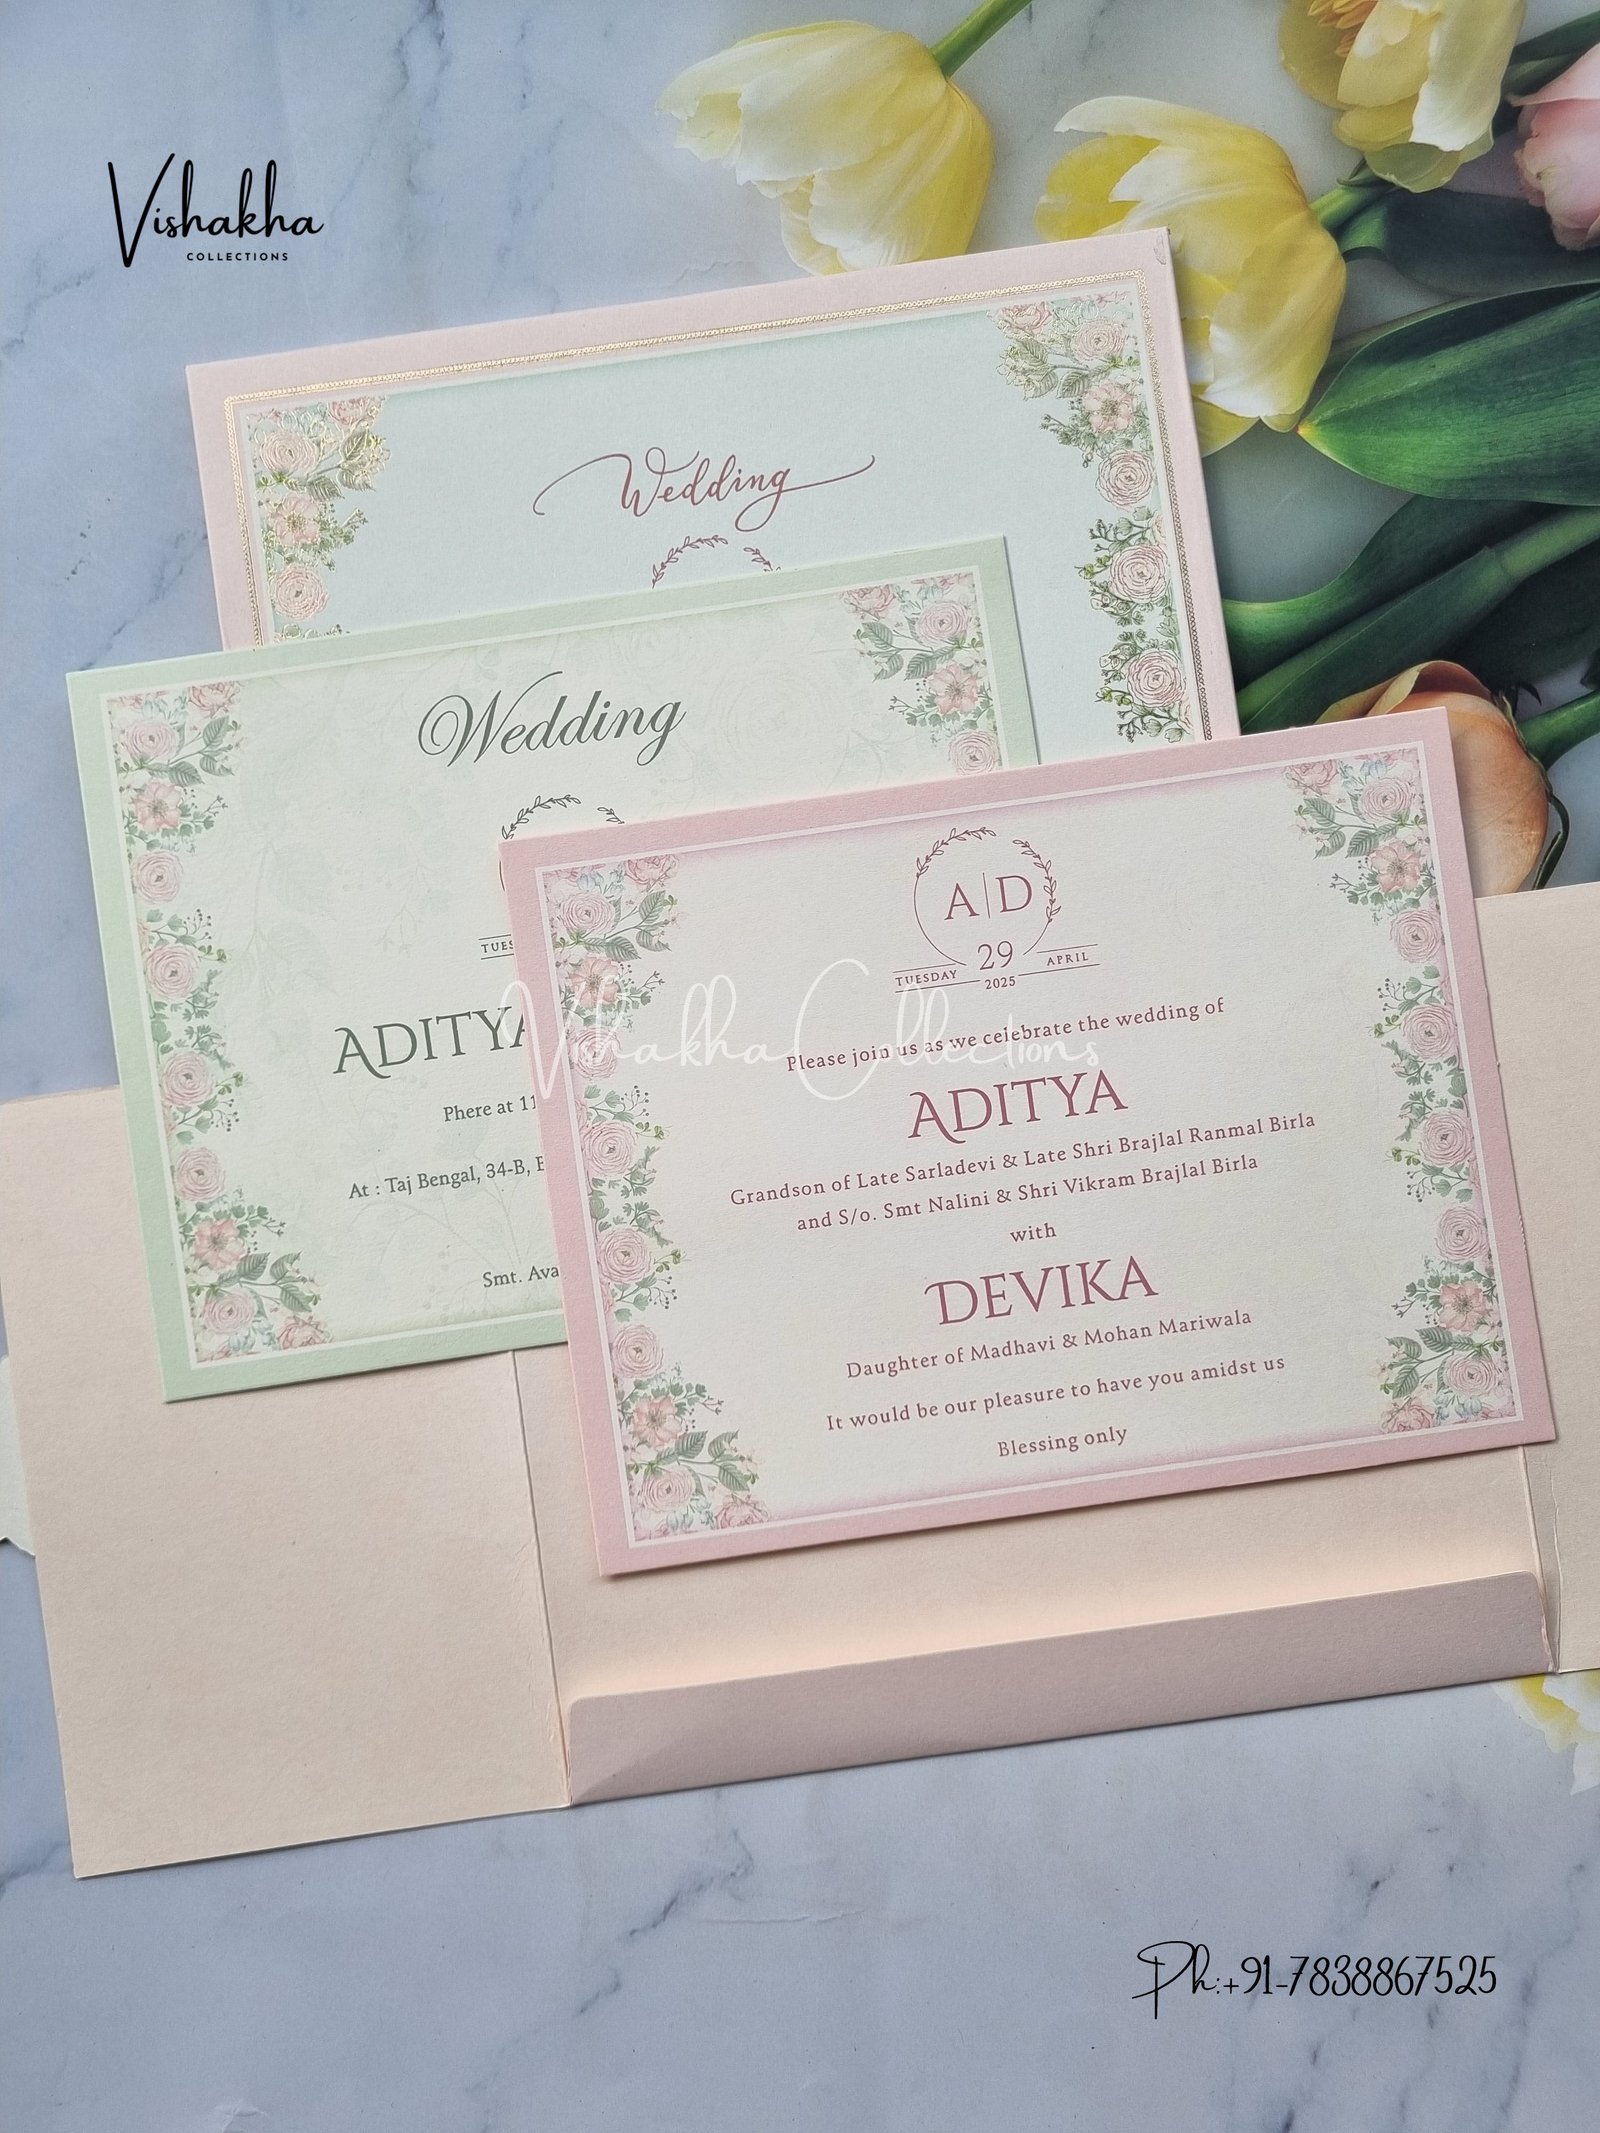 Vishakha
COLLECTIONS
Wedding
Wedding
TUES
ADITYA
Phere at 11
At : Taj Bengal, 34-B, B
Smt. Ava
A|D
TUESDAY 29 APRIL
2025
Please join us as we celebrate the wedding of
ADITYA
Grandson of Late Sarladevi & Late Shri Brajlal Ranmal Birla
and S/o. Smt Nalini & Shri Vikram Brajlal Birla
with
DEVIKA
Daughter of Madhavi & Mohan Mariwala
It would be our pleasure to have you amidst us
Blessing only
Vishakha Collections
Ph:+91-7838867525